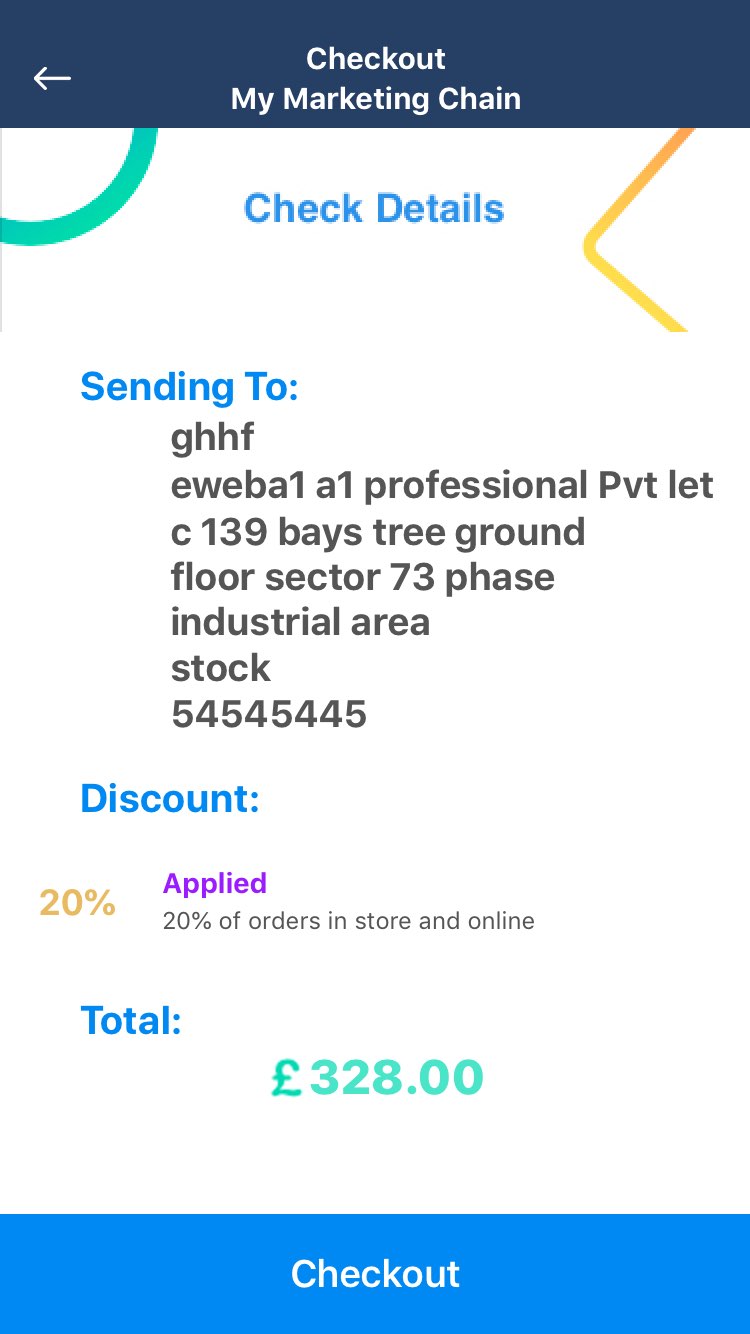 Checkout
My Marketing Chain
Check Details
Sending To:
ghhf
eweba1 a1 professional Pvt let
c 139 bays tree ground
floor sector 73 phase
industrial area
stock
54545445
Discount:
20%
Applied
20% of orders in store and online
Total:
£328.00
Checkout